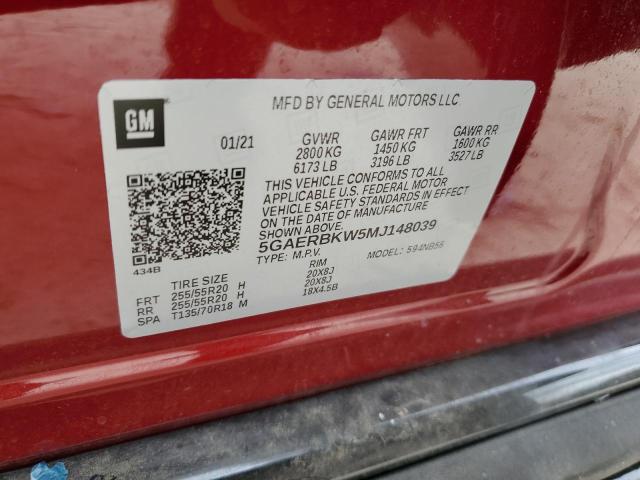 GM
MFD BY GENERAL MOTORS LLC
01/21
GVWR GAWR FRT GAWR RR
2800 KG 1450 KG 1600 KG
6173 LB 3196 LB 3527 LB
THIS VEHICLE CONFORMS TO ALL
APPLICABLE U.S. FEDERAL MOTOR
VEHICLE SAFETY STANDARDS IN EFFECT
ON THE DATE OF MANUFACTURE SHOWN ABOVE.
5GAERBKW5MJ148039
TYPE: M.P.V. MODEL: 594NB56
434B
TIRE SIZE RIM
FRT 255/55R20 H 20X8J
RR 255/55R20 H 20X8J
SPA T135/70R18 M 18X4.5B